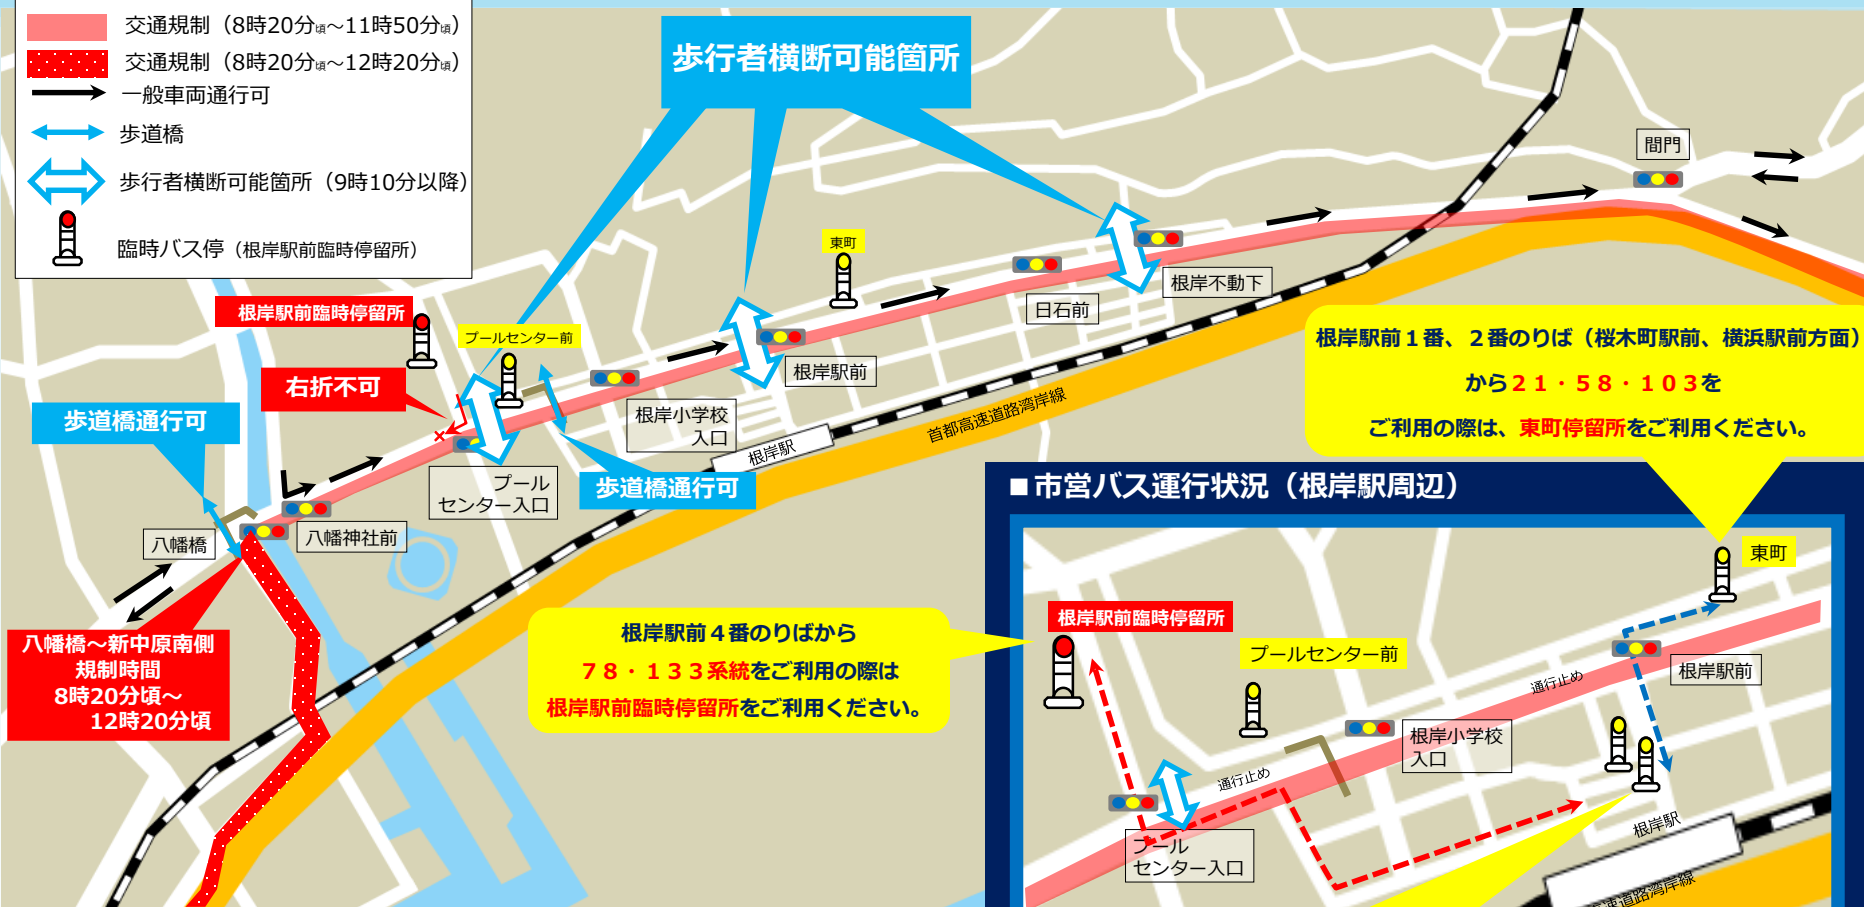 交通規制（8時20分頃～11時50分頃）
交通規制（8時20分頃～12時20分頃）
一般車両通行可
歩道橋
歩行者横断可能箇所（9時10分以降）
臨時バス停（根岸駅前臨時停留所）
歩行者横断可能箇所
間門
東町
根岸不動下
日石前
根岸駅前臨時停留所
プールセンター前
右折不可
根岸駅前
根岸小学校
入口
歩道橋通行可
根岸駅
首都高速道路湾岸線
プール
センター入口
歩道橋通行可
八幡橋
八幡神社前
八幡橋～新中原南側
規制時間
8時20分頃～
12時20分頃
根岸駅前４番のりばから
７８・１３３系統をご利用の際は
根岸駅前臨時停留所をご利用ください。
根岸駅前１番、２番のりば（桜木町駅前、横浜駅前方面）
から２１・５８・１０３を
ご利用の際は、東町停留所をご利用ください。
■市営バス運行状況（根岸駅周辺）
東町
根岸駅前臨時停留所
プールセンター前
根岸駅前
通行止め
根岸小学校
入口
通行止め
根岸駅
プール
センター入口
速道路湾岸線